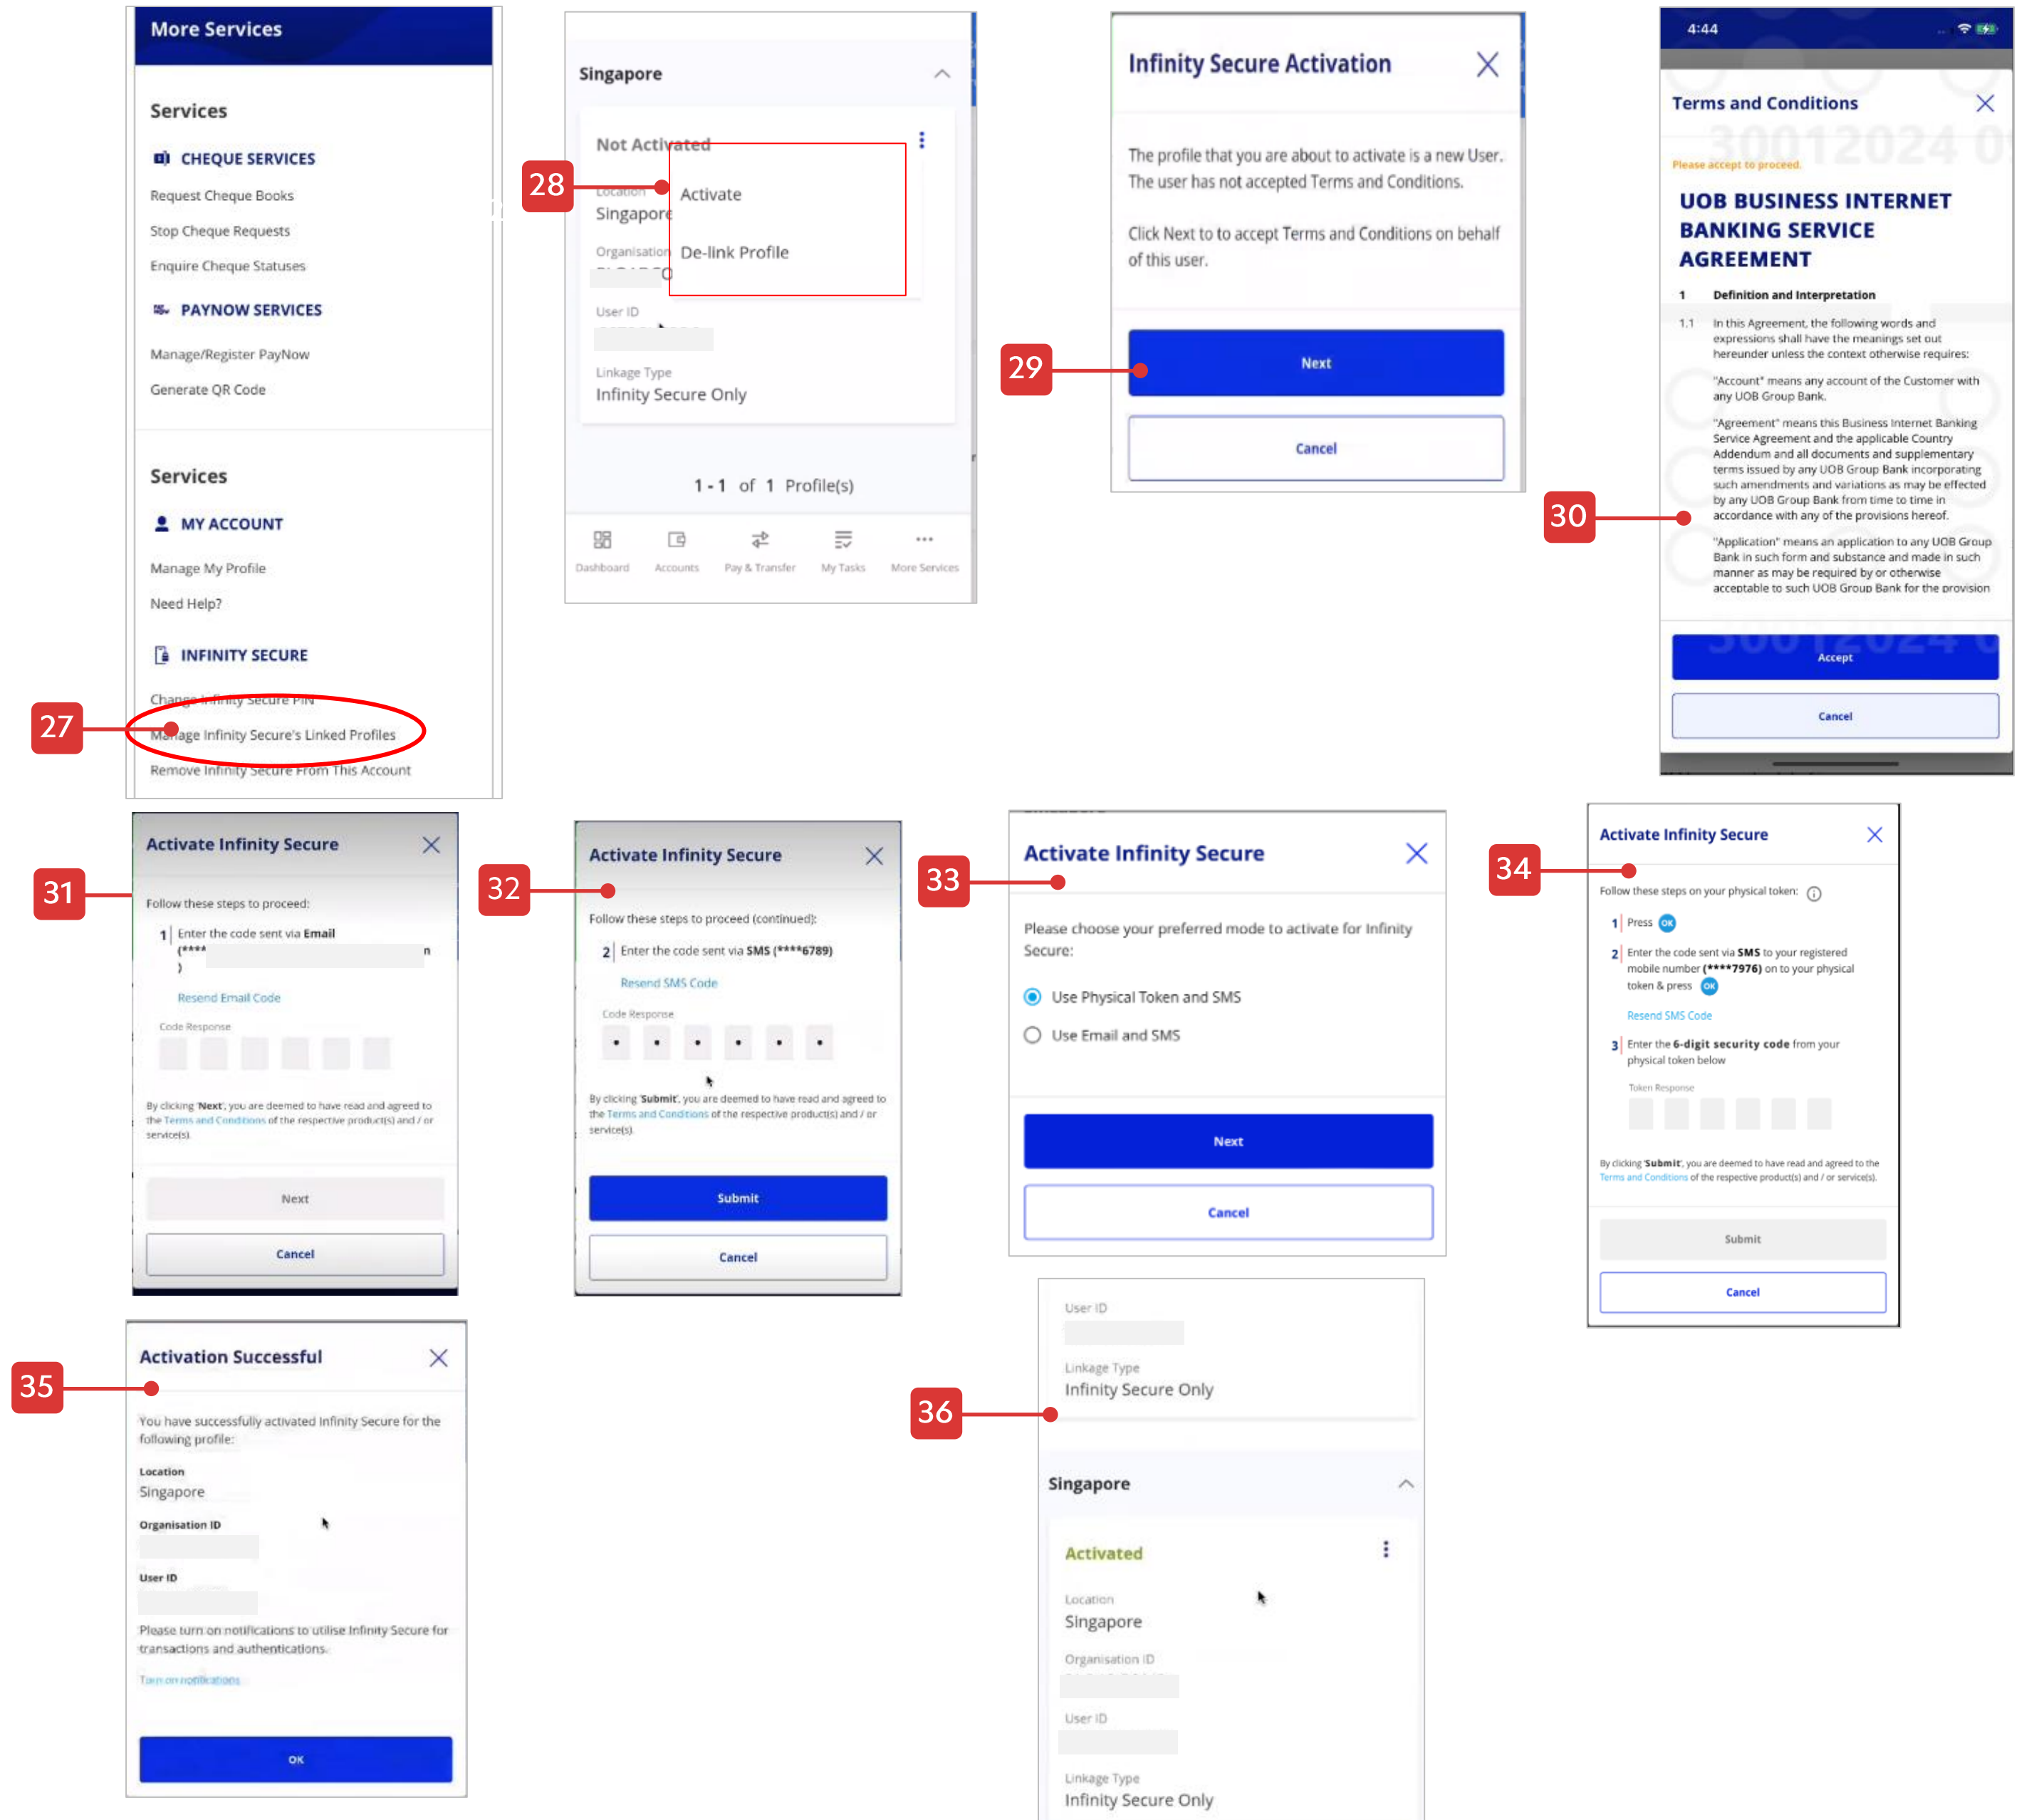 More Services
Services
CHEQUE SERVICES
Request Cheque Books
Stop Cheque Requests
Enquire Cheque Statuses
PAYNOW SERVICES
Manage/Register PayNow
Generate QR Code
Services
MY ACCOUNT
Manage My Profile
Need Help?
INFINITY SECURE
Change Infinity Secure PIN
27
Manage Infinity Secure's Linked Profiles
Remove Infinity Secure From This Account
Singapore
Not Activated
28
Activate
De-link Profile
Location
Singapore
Organisation
User ID
Linkage Type
Infinity Secure Only
1 - 1 of 1 Profile(s)
Dashboard
Accounts
Pay & Transfer
My Tasks
More Services
Infinity Secure Activation
The profile that you are about to activate is a new User.
The user has not accepted Terms and Conditions.
Click Next to to accept Terms and Conditions on behalf
of this user.
29
Next
Cancel
4:44
Terms and Conditions
30012024 0
Please accept to proceed.
UOB BUSINESS INTERNET
BANKING SERVICE
AGREEMENT
1 Definition and Interpretation
1.1 In this Agreement, the following words and
expressions shall have the meanings set out
hereunder unless the context otherwise requires:
"Account" means any account of the Customer with
any UOB Group Bank.
"Agreement" means this Business Internet Banking
Service Agreement and the applicable Country
Addendum and all documents and supplementary
terms issued by any UOB Group Bank incorporating
such amendments and variations as may be effected
by any UOB Group Bank from time to time in
accordance with any of the provisions hereof.
30
"Application" means an application to any UOB Group
Bank in such form and substance and made in such
manner as may be required by or otherwise
acceptable to such UOB Group Bank for the provision
30012024 0
Accept
Cancel
31
Activate Infinity Secure
Follow these steps to proceed:
1 Enter the code sent via Email
(**** n
)
Resend Email Code
Code Response
By clicking 'Next', you are deemed to have read and agreed to
the Terms and Conditions of the respective product(s) and / or
service(s).
Next
Cancel
32
Activate Infinity Secure
Follow these steps to proceed (continued):
2 Enter the code sent via SMS (****6789)
Resend SMS Code
Code Response
By clicking 'Submit', you are deemed to have read and agreed to
the Terms and Conditions of the respective product(s) and / or
service(s).
Submit
Cancel
33
Activate Infinity Secure
Please choose your preferred mode to activate for Infinity
Secure:
Use Physical Token and SMS
Use Email and SMS
Next
Cancel
34
Activate Infinity Secure
Follow these steps on your physical token:
1 Press OK
2 Enter the code sent via SMS to your registered
mobile number (****7976) on to your physical
token & press OK
Resend SMS Code
3 Enter the 6-digit security code from your
physical token below
Token Response
By clicking 'Submit', you are deemed to have read and agreed to the
Terms and Conditions of the respective product(s) and / or service(s).
Submit
Cancel
35
Activation Successful
You have successfully activated Infinity Secure for the
following profile:
Location
Singapore
Organisation ID
User ID
Please turn on notifications to utilise Infinity Secure for
transactions and authentications.
Turn on notifications
OK
36
User ID
Linkage Type
Infinity Secure Only
Singapore
Activated
Location
Singapore
Organisation ID
User ID
Linkage Type
Infinity Secure Only